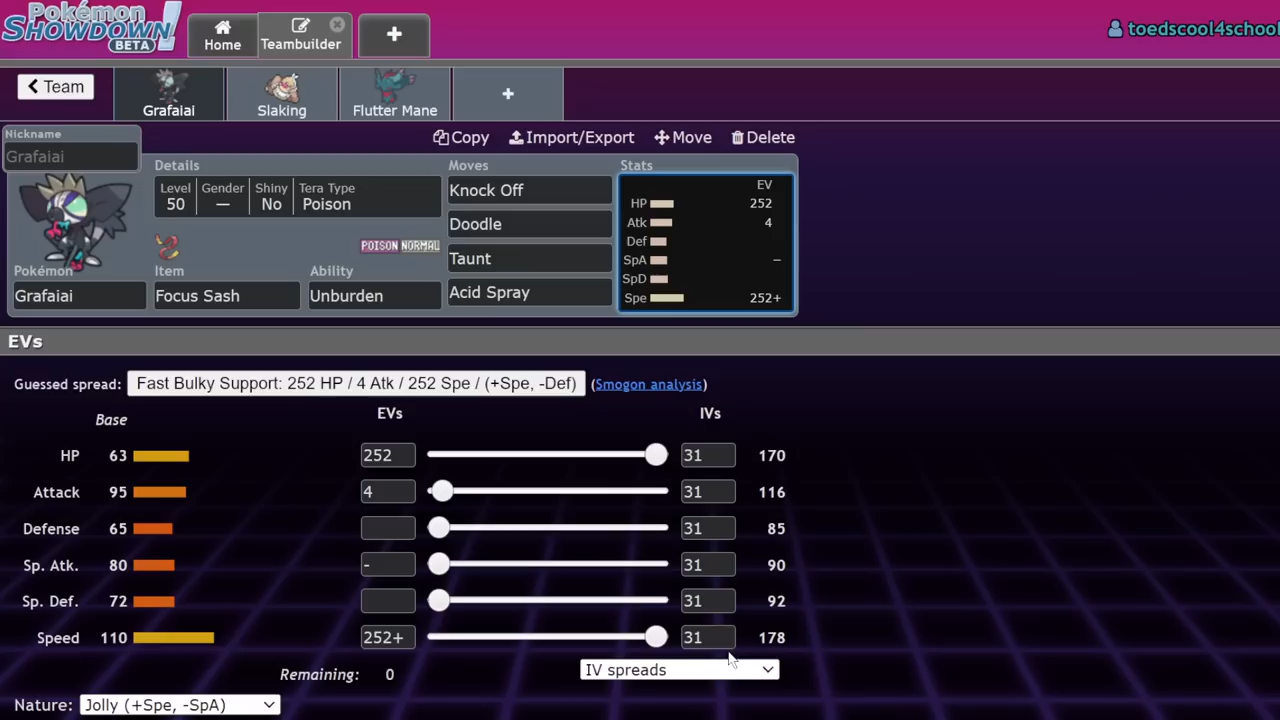 Pokémon
SHOWDOWN!
BETA
Home
Teambuilder
+
toedscool4school
< Team
Grafaiai
Slaking
Flutter Mane
+
Copy
Import/Export
Move
Delete
Nickname
Grafaiai
Details
Level
50
Gender
—
Shiny
No
Tera Type
Poison
POISON NORMAL
Pokémon
Grafaiai
Item
Focus Sash
Ability
Unburden
Moves
Knock Off
Doodle
Taunt
Acid Spray
Stats
EV
HP 252
Atk 4
Def
SpA –
SpD
Spe 252+
EVs
Guessed spread: Fast Bulky Support: 252 HP / 4 Atk / 252 Spe / (+Spe, -Def) (Smogon analysis)
Base EVs IVs
HP 63 252 31 170
Attack 95 4 31 116
Defense 65 31 85
Sp. Atk. 80 - 31 90
Sp. Def. 72 31 92
Speed 110 252+ 31 178
Remaining: 0
IV spreads
Nature: Jolly (+Spe, -SpA)